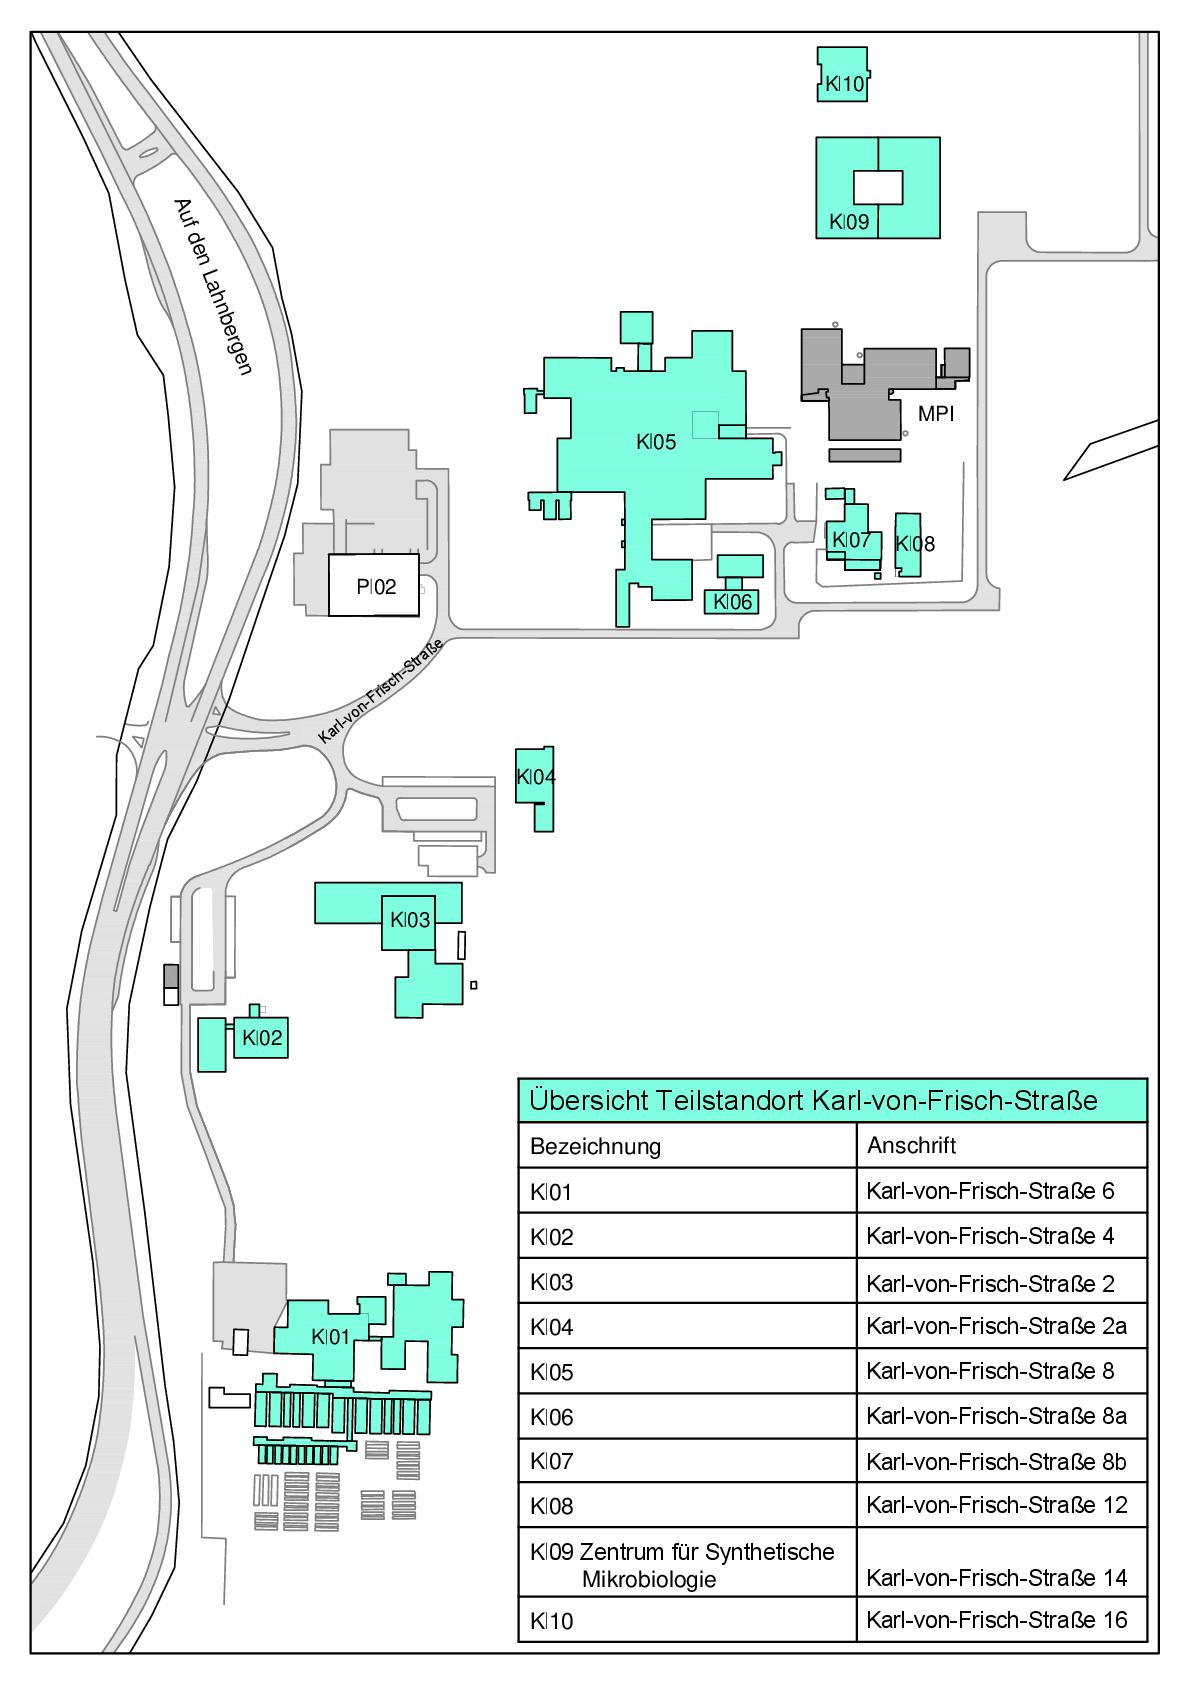 K|10
K|09
Auf den Lahnbergen
MPI
K|05
K|07
K|08
P|02
K|06
Karl-von-Frisch-Straße
K|04
K|03
K|02
K|01
Übersicht Teilstandort Karl-von-Frisch-Straße
Bezeichnung Anschrift
K|01 Karl-von-Frisch-Straße 6
K|02 Karl-von-Frisch-Straße 4
K|03 Karl-von-Frisch-Straße 2
K|04 Karl-von-Frisch-Straße 2a
K|05 Karl-von-Frisch-Straße 8
K|06 Karl-von-Frisch-Straße 8a
K|07 Karl-von-Frisch-Straße 8b
K|08 Karl-von-Frisch-Straße 12
K|09 Zentrum für Synthetische
Mikrobiologie Karl-von-Frisch-Straße 14
K|10 Karl-von-Frisch-Straße 16